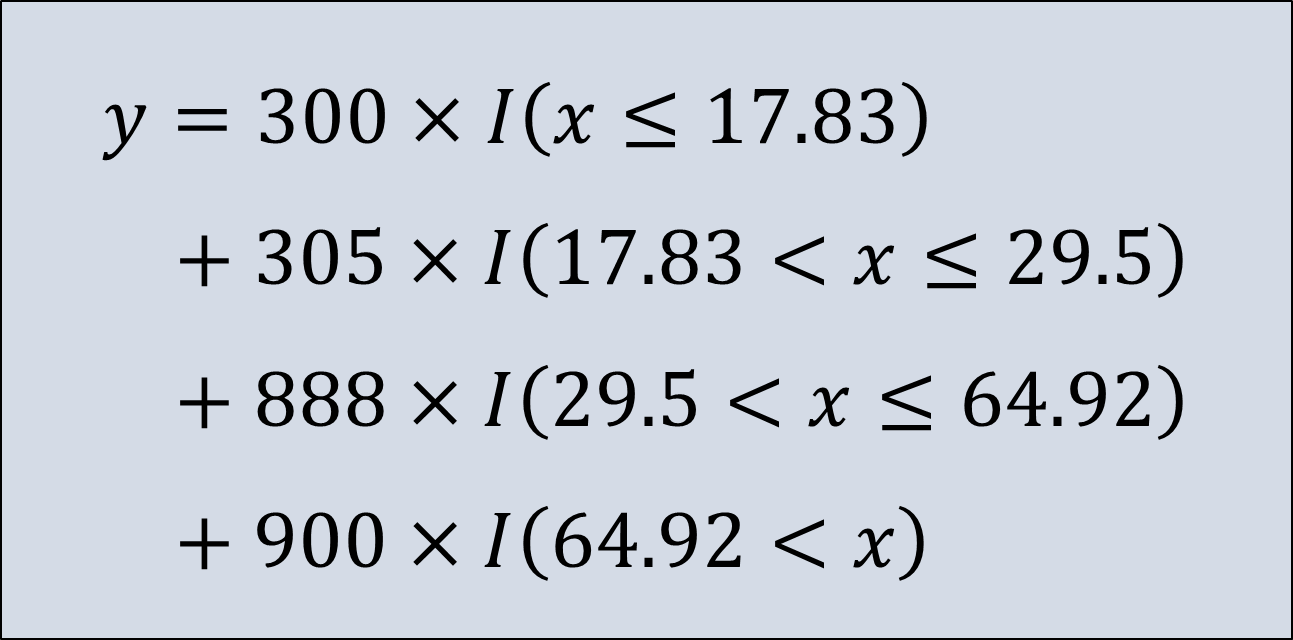 y = 300 × I(x ≤ 17.83)
+ 305 × I(17.83 < x ≤ 29.5)
+ 888 × I(29.5 < x ≤ 64.92)
+ 900 × I(64.92 < x)